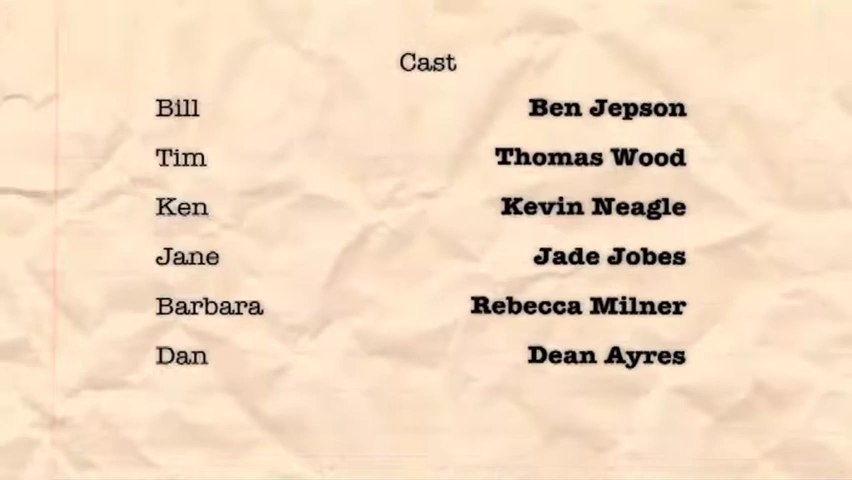 Cast
Bill Ben Jepson
Tim Thomas Wood
Ken Kevin Neagle
Jane Jade Jobes
Barbara Rebecca Milner
Dan Dean Ayres